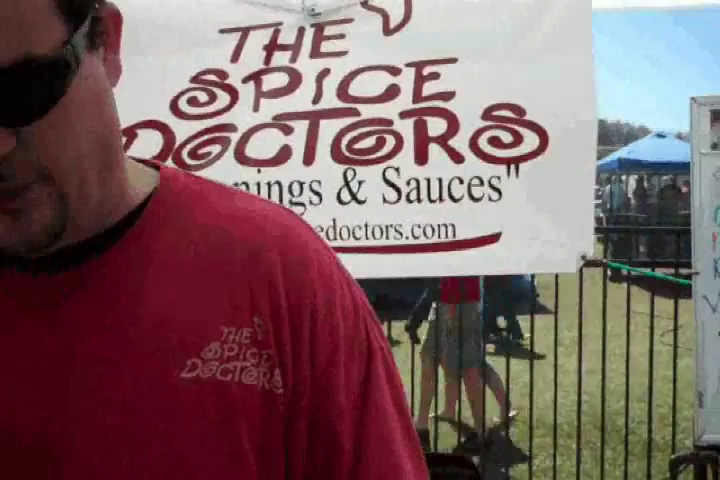 THE
SPICE
DOCTORS
nings & Sauces"
edoctors.com
THE
SPICE
DOCTORS